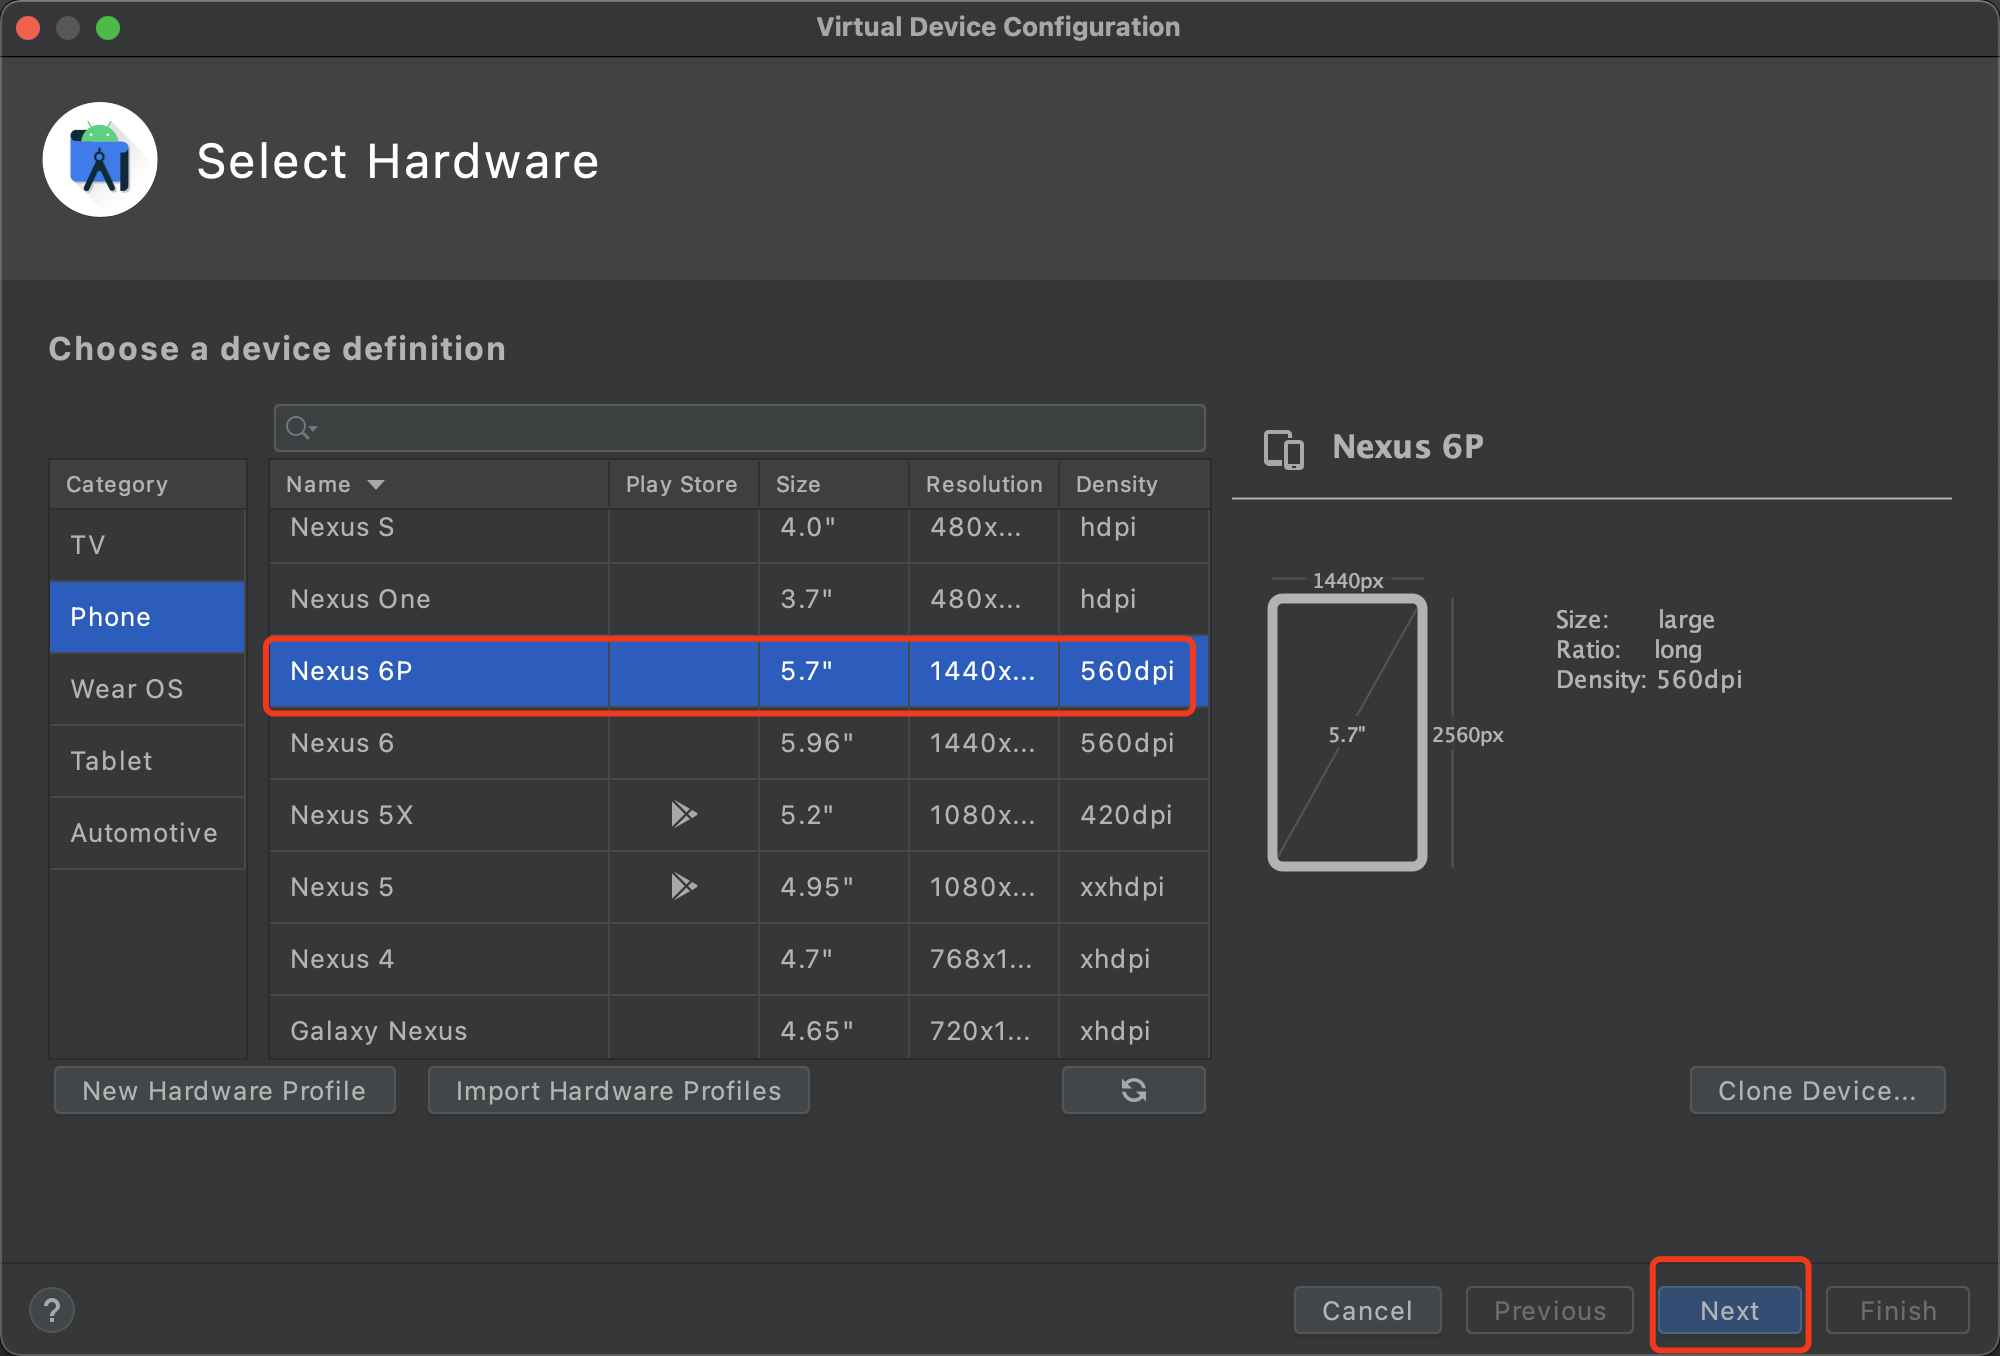 Virtual Device Configuration
Select Hardware
Choose a device definition
Category
TV
Phone
Wear OS
Tablet
Automotive
Name Play Store Size Resolution Density
Nexus S 4.0" 480x... hdpi
Nexus One 3.7" 480x... hdpi
Nexus 6P 5.7" 1440x... 560dpi
Nexus 6 5.96" 1440x... 560dpi
Nexus 5X 5.2" 1080x... 420dpi
Nexus 5 4.95" 1080x... xxhdpi
Nexus 4 4.7" 768x1... xhdpi
Galaxy Nexus 4.65" 720x1... xhdpi
Nexus 6P
1440px
5.7"
2560px
Size: large
Ratio: long
Density: 560dpi
New Hardware Profile Import Hardware Profiles Clone Device...
? Cancel Previous Next Finish